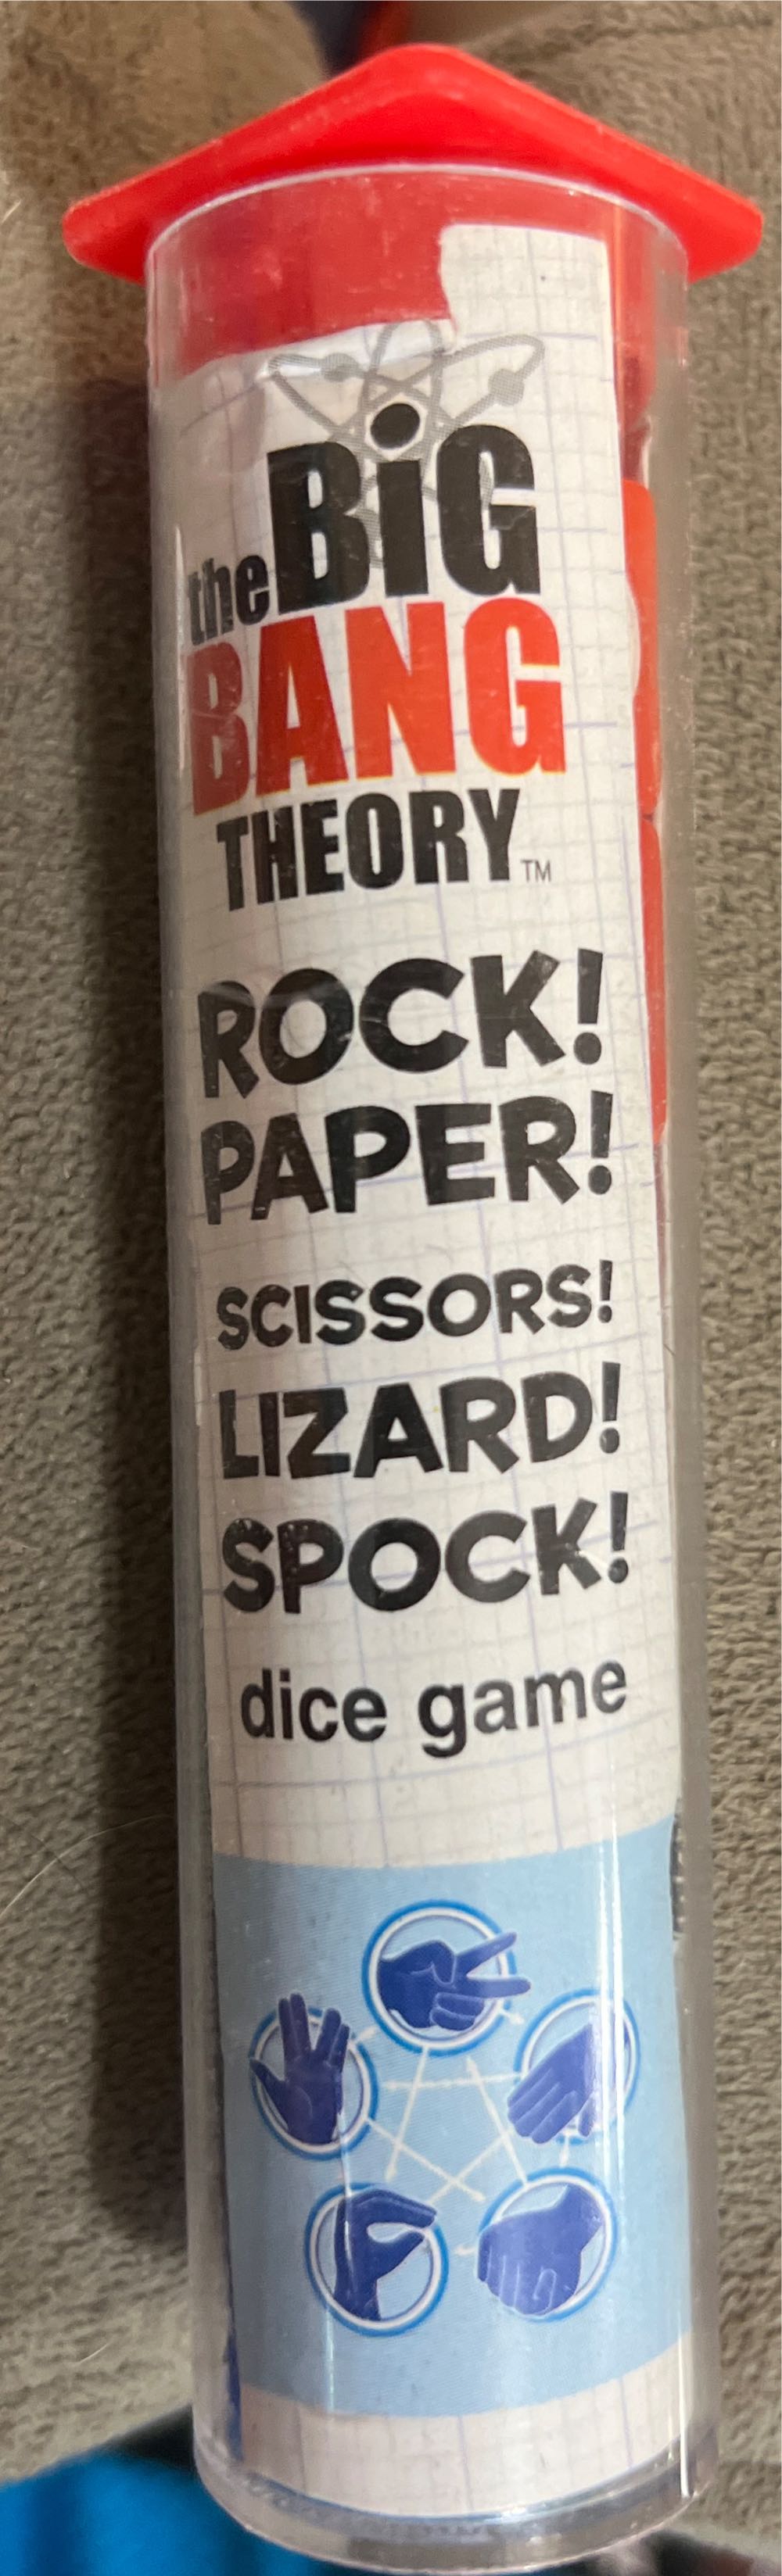 the BiG
BANG
THEORY™
ROCK!
PAPER!
SCISSORS!
LIZARD!
SPOCK!
dice game